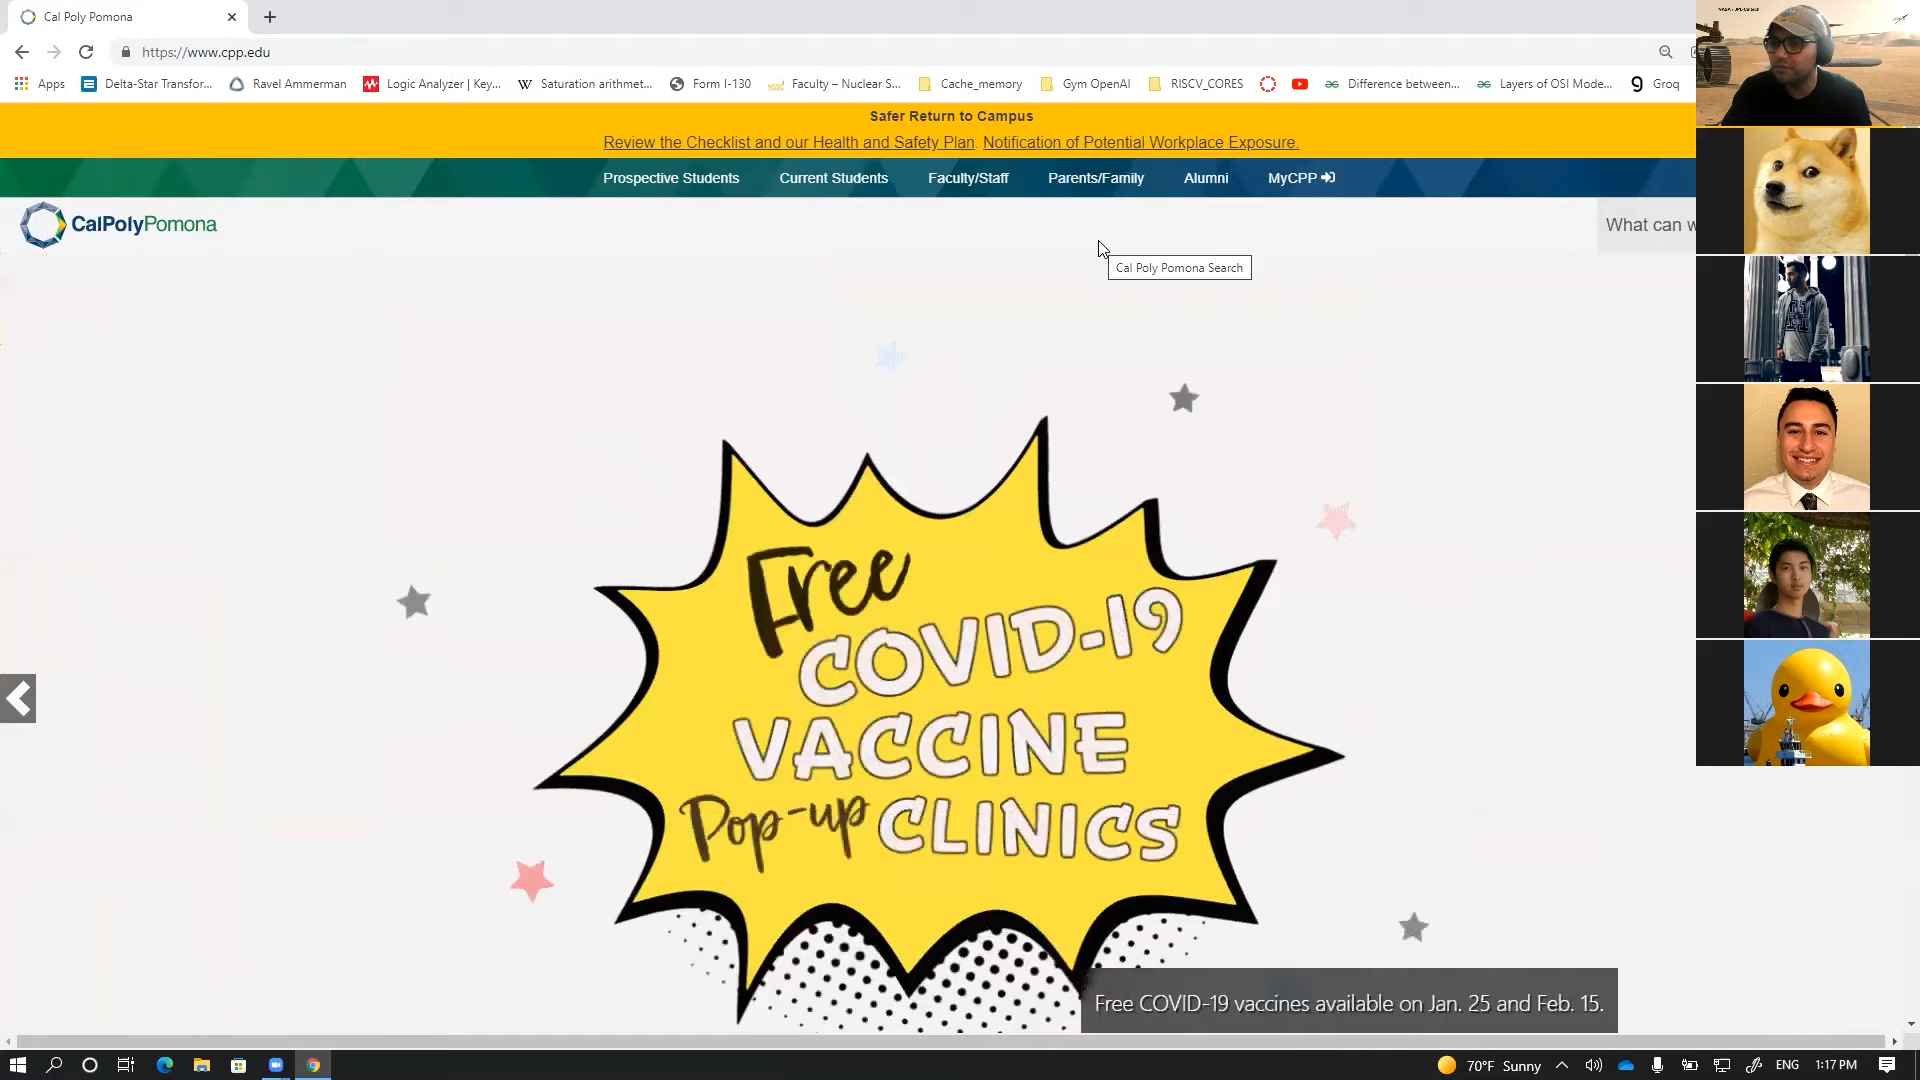 Cal Poly Pomona
https://www.cpp.edu
Apps
Delta-Star Transfor...
Ravel Ammerman
Logic Analyzer | Key...
Saturation arithmet...
Form I-130
Faculty – Nuclear S...
Cache_memory
Gym OpenAI
RISCV_CORES
Difference between...
Layers of OSI Mode...
Groq
NASA / JPL-Caltech
Safer Return to Campus
Review the Checklist and our Health and Safety Plan. Notification of Potential Workplace Exposure.
Prospective Students
Current Students
Faculty/Staff
Parents/Family
Alumni
MyCPP
CalPolyPomona
What can w
Cal Poly Pomona Search
Free
COVID-19
VACCINE
Pop-up CLINICS
Free COVID-19 vaccines available on Jan. 25 and Feb. 15.
70°F Sunny
ENG
1:17 PM